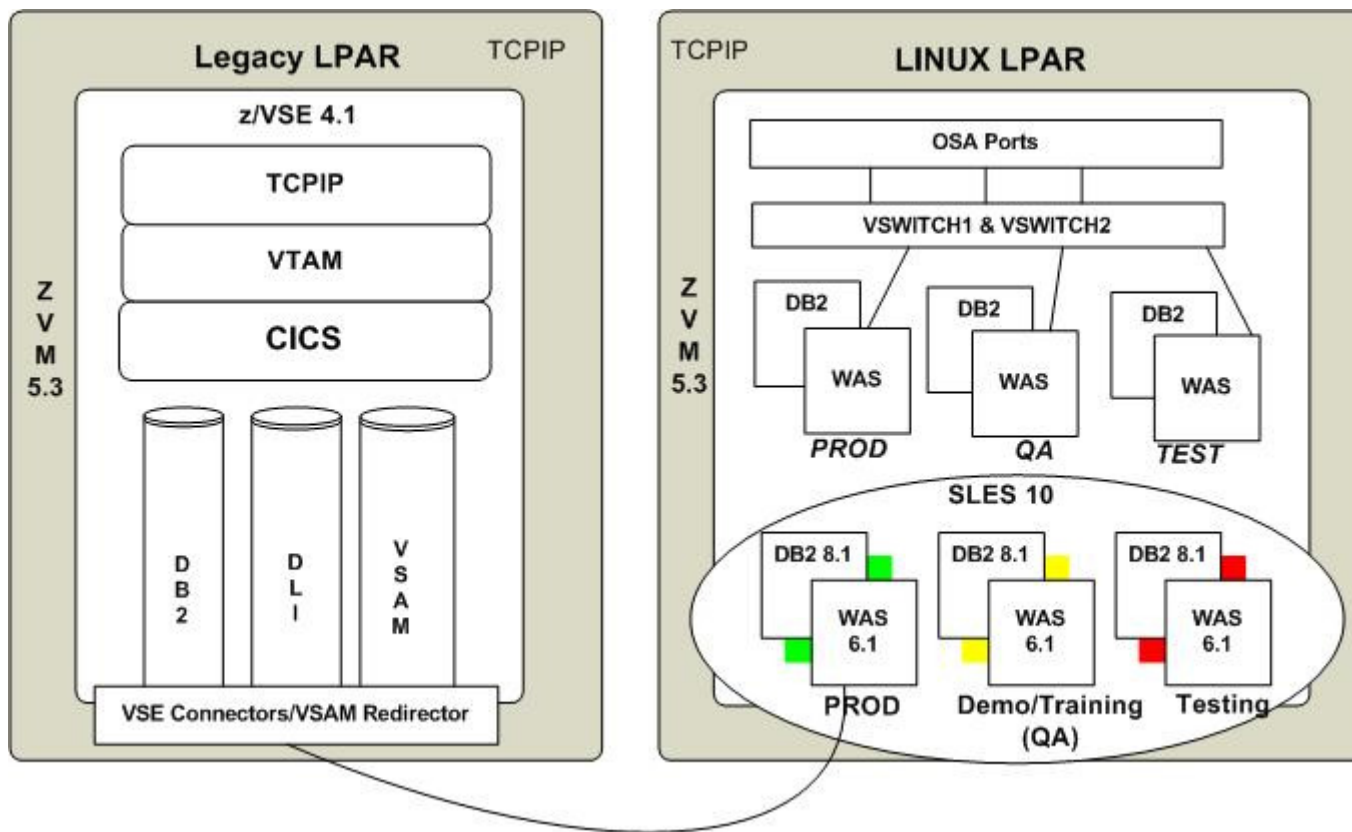 Legacy LPAR
TCPIP
z/VSE 4.1
TCPIP
VTAM
CICS
Z
V
M
5.3
D
B
2
D
L
I
V
S
A
M
VSE Connectors/VSAM Redirector
TCPIP
LINUX LPAR
OSA Ports
VSWITCH1 & VSWITCH2
Z
V
M
5.3
DB2
WAS
PROD
DB2
WAS
QA
DB2
WAS
TEST
SLES 10
DB2 8.1
WAS
6.1
PROD
DB2 8.1
WAS
6.1
Demo/Training
(QA)
DB2 8.1
WAS
6.1
Testing